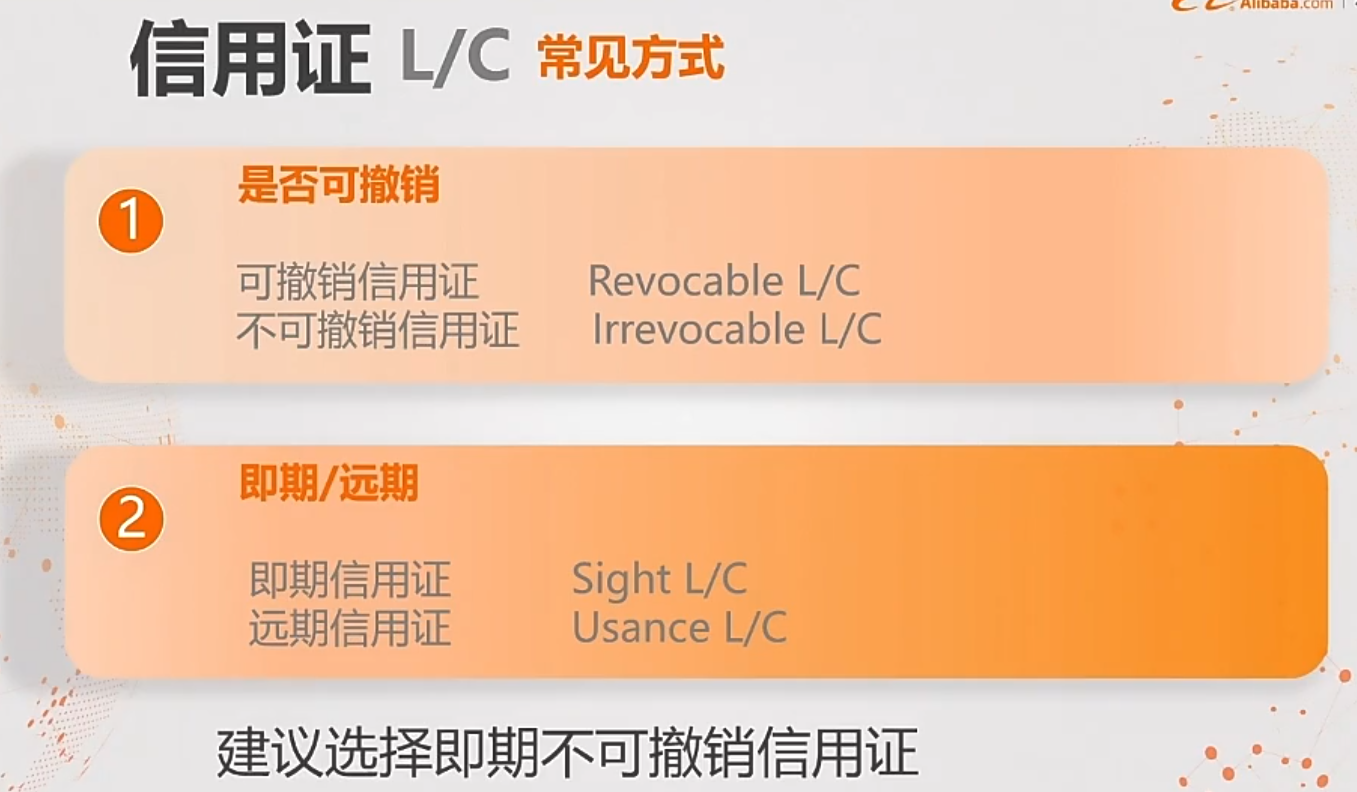 Alibaba.com
信用证 L/C 常见方式
1
是否可撤销
可撤销信用证 Revocable L/C
不可撤销信用证 Irrevocable L/C
2
即期/远期
即期信用证 Sight L/C
远期信用证 Usance L/C
建议选择即期不可撤销信用证